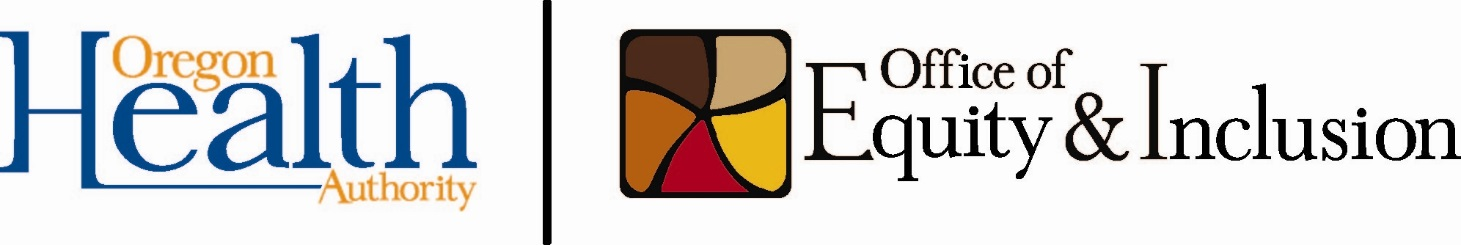 Oregon
Health
Authority
Office of
Equity & Inclusion